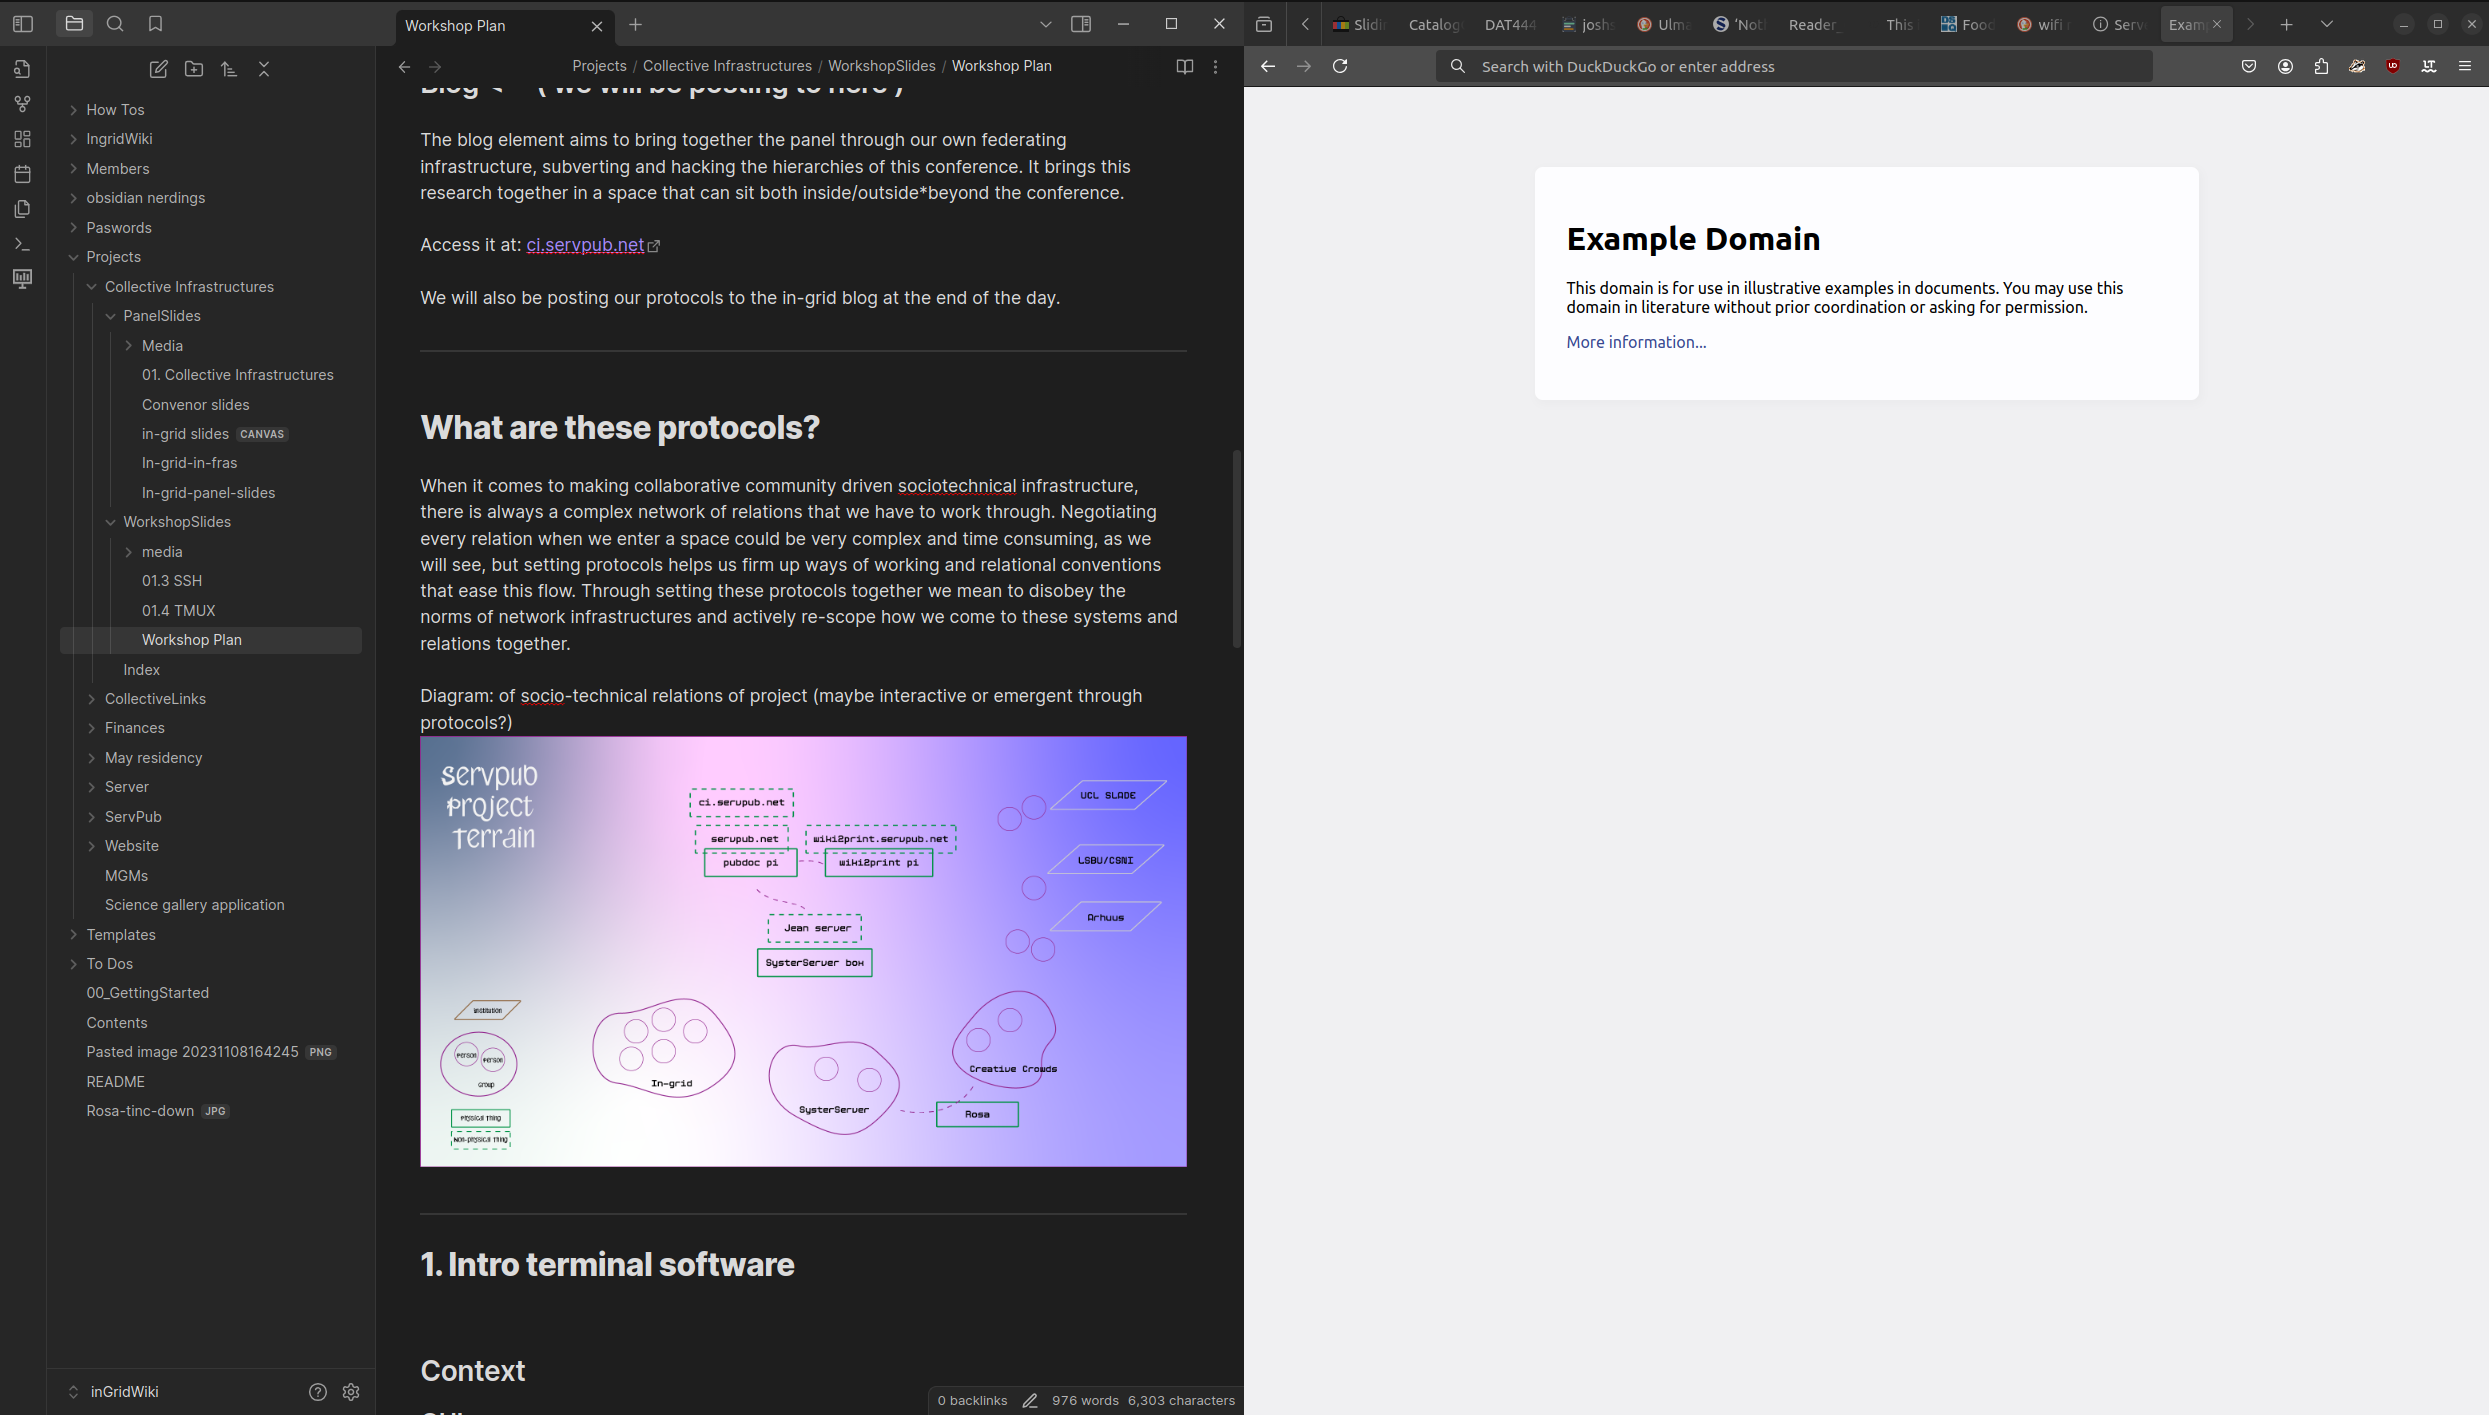 Workshop Plan
Slidi
Catalog
DAT444
joshs
Ulma
'Noti
Reader_
This
Food
wifi
Serv
Examp
Projects / Collective Infrastructures / WorkshopSlides / Workshop Plan
Search with DuckDuckGo or enter address
How Tos
IngridWiki
Members
obsidian nerdings
Paswords
Projects
Collective Infrastructures
PanelSlides
Media
01. Collective Infrastructures
Convenor slides
in-grid slides CANVAS
In-grid-in-fras
In-grid-panel-slides
WorkshopSlides
media
01.3 SSH
01.4 TMUX
Workshop Plan
Index
CollectiveLinks
Finances
May residency
Server
ServPub
Website
MGMs
Science gallery application
Templates
To Dos
00_GettingStarted
Contents
Pasted image 20231108164245 PNG
README
Rosa-tinc-down JPG
inGridWiki
Blog ( we will be posting to here )
The blog element aims to bring together the panel through our own federating
infrastructure, subverting and hacking the hierarchies of this conference. It brings this
research together in a space that can sit both inside/outside*beyond the conference.
Access it at: ci.servpub.net
We will also be posting our protocols to the in-grid blog at the end of the day.
What are these protocols?
When it comes to making collaborative community driven sociotechnical infrastructure,
there is always a complex network of relations that we have to work through. Negotiating
every relation when we enter a space could be very complex and time consuming, as we
will see, but setting protocols helps us firm up ways of working and relational conventions
that ease this flow. Through setting these protocols together we mean to disobey the
norms of network infrastructures and actively re-scope how we come to these systems and
relations together.
Diagram: of socio-technical relations of project (maybe interactive or emergent through
protocols?)
servpub
project
terrain
ci.servpub.net
servpub.net
wiki2print.servpub.net
pubdoc pi
wiki2print pi
Jean server
SysterServer box
UCL SLADE
LSBU/CSNI
Arhuus
Institution
Person
Person
Group
Physical Thing
Non-physical Thing
In-grid
SysterServer
Creative Crowds
Rosa
1. Intro terminal software
Context
0 backlinks 976 words 6,303 characters
Example Domain
This domain is for use in illustrative examples in documents. You may use this
domain in literature without prior coordination or asking for permission.
More information...